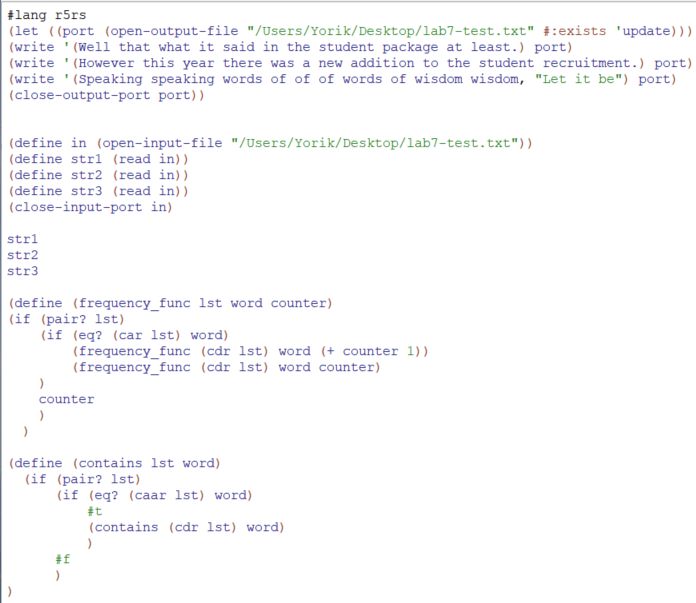 #lang r5rs
(let ((port (open-output-file "/Users/Yorik/Desktop/lab7-test.txt" #:exists 'update)))
(write '(Well that what it said in the student package at least.) port)
(write '(However this year there was a new addition to the student recruitment.) port)
(write '(Speaking speaking words of of of words of wisdom wisdom, "Let it be") port)
(close-output-port port))
(define in (open-input-file "/Users/Yorik/Desktop/lab7-test.txt"))
(define str1 (read in))
(define str2 (read in))
(define str3 (read in))
(close-input-port in)
str1
str2
str3
(define (frequency_func lst word counter)
(if (pair? lst)
(if (eq? (car lst) word)
(frequency_func (cdr lst) word (+ counter 1))
(frequency_func (cdr lst) word counter)
)
counter
)
)
(define (contains lst word)
(if (pair? lst)
(if (eq? (caar lst) word)
#t
(contains (cdr lst) word)
)
#f
)
)